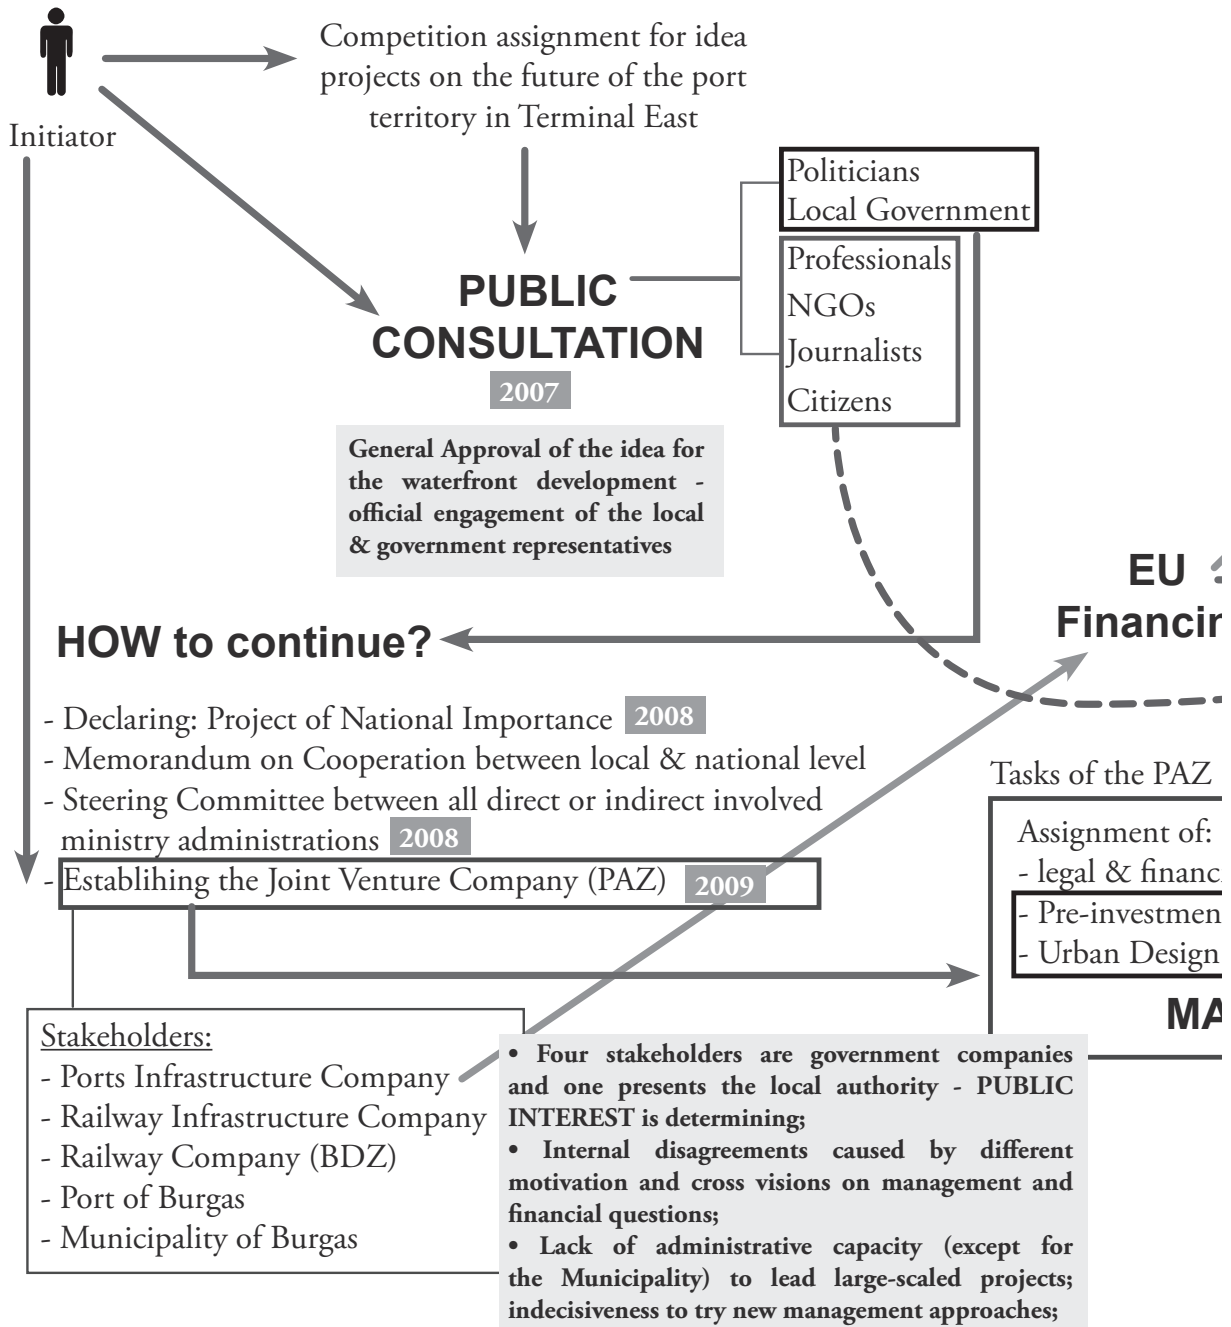 Initiator
Competition assignment for idea
projects on the future of the port
territory in Terminal East
PUBLIC
CONSULTATION
2007
Politicians
Local Government
Professionals
NGOs
Journalists
Citizens
General Approval of the idea for
the waterfront development -
official engagement of the local
& government representatives
EU
Financin
HOW to continue?
- Declaring: Project of National Importance 2008
- Memorandum on Cooperation between local & national level
- Steering Committee between all direct or indirect involved
ministry administrations 2008
- Establihing the Joint Venture Company (PAZ) 2009
Tasks of the PAZ
Assignment of:
- legal & financ
- Pre-investmen
- Urban Design
MA
Stakeholders:
- Ports Infrastructure Company
- Railway Infrastructure Company
- Railway Company (BDZ)
- Port of Burgas
- Municipality of Burgas
• Four stakeholders are government companies
and one presents the local authority - PUBLIC
INTEREST is determining;
• Internal disagreements caused by different
motivation and cross visions on management and
financial questions;
• Lack of administrative capacity (except for
the Municipality) to lead large-scaled projects;
indecisiveness to try new management approaches;